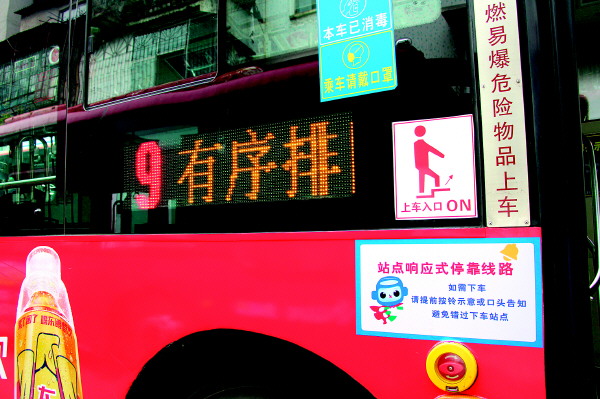 本车已消毒
乘车请戴口罩
燃易爆危险物品上车
9 有序排
上车入口 ON
站点响应式停靠线路
如需下车
请提前按铃示意或口头告知
避免错过下车站点